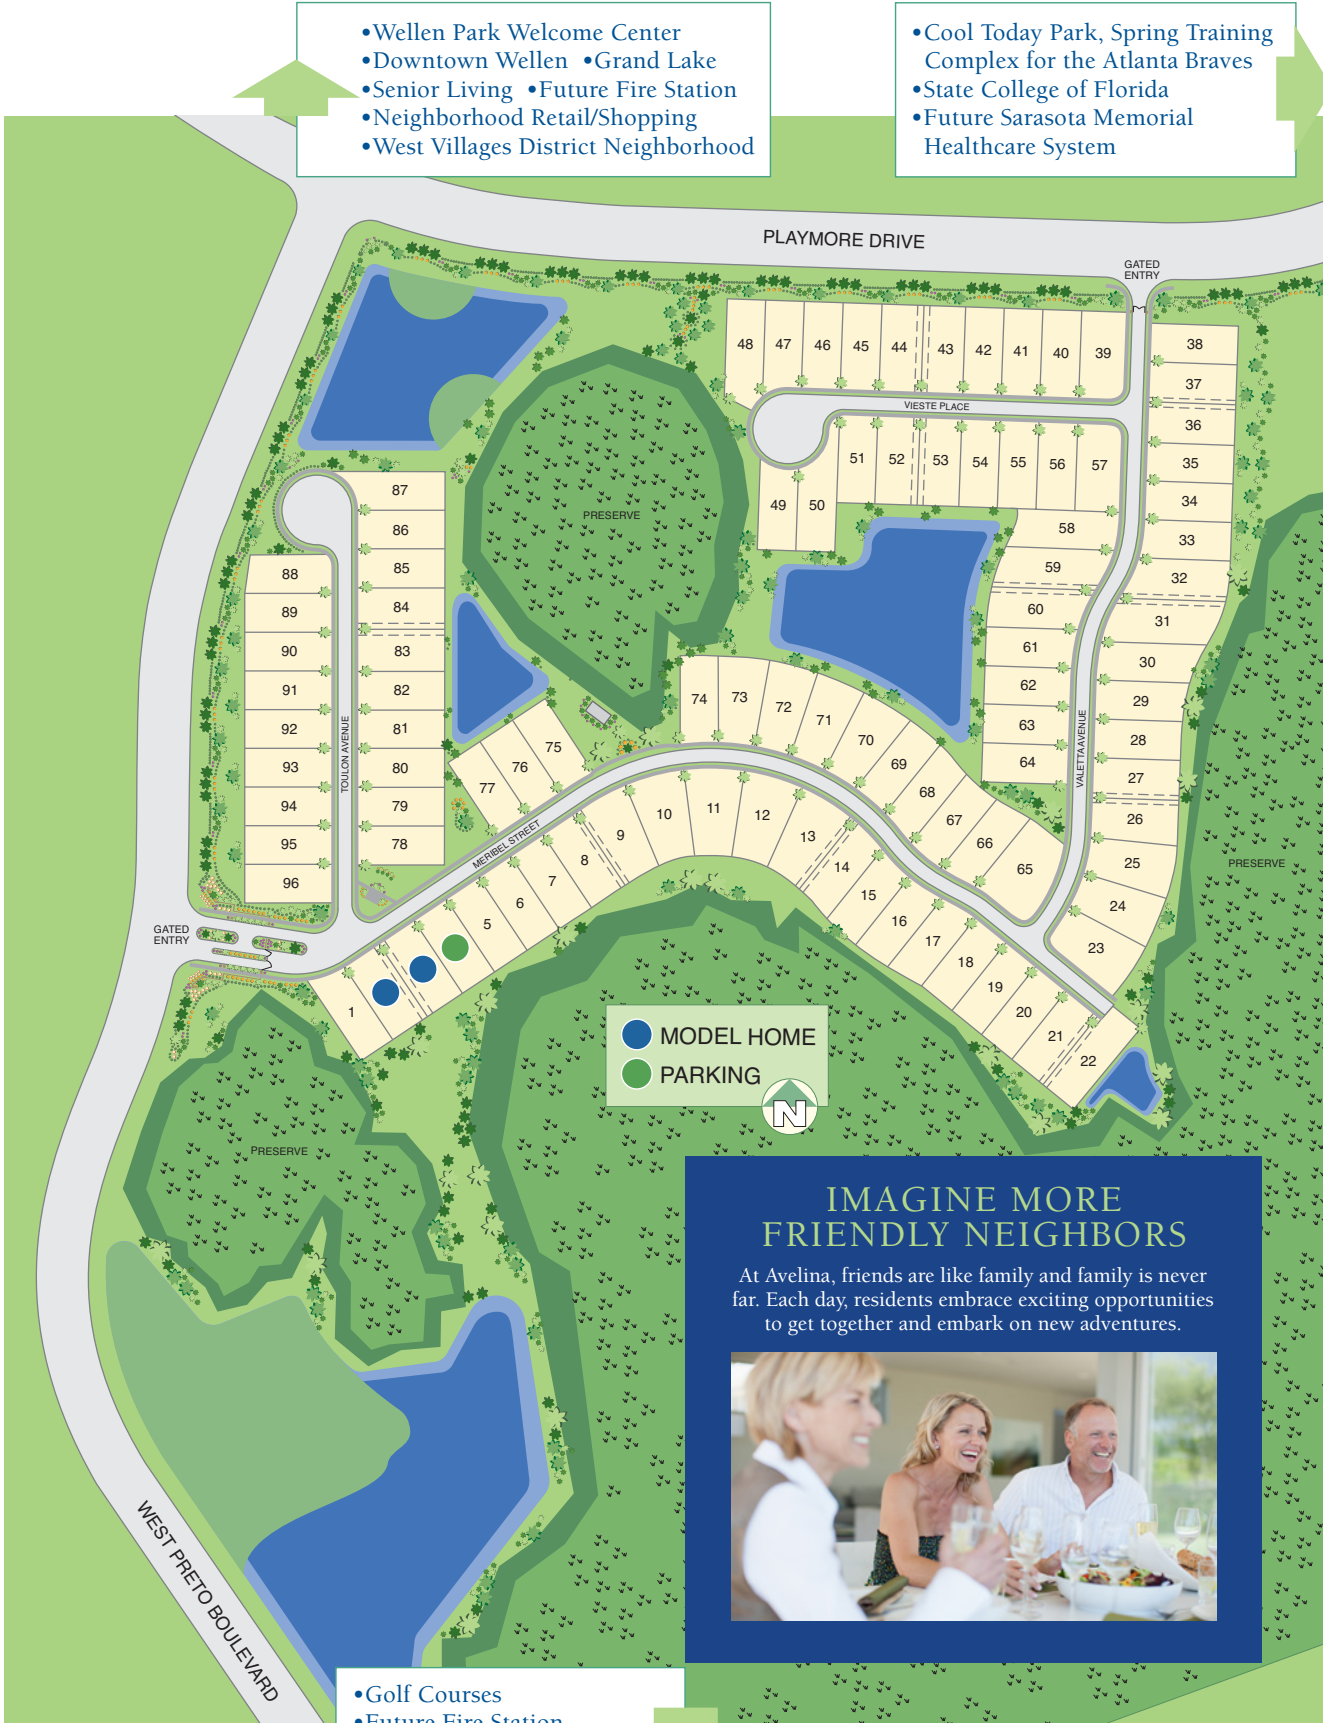 •Wellen Park Welcome Center
•Downtown Wellen •Grand Lake
•Senior Living •Future Fire Station
•Neighborhood Retail/Shopping
•West Villages District Neighborhood
•Cool Today Park, Spring Training
Complex for the Atlanta Braves
•State College of Florida
•Future Sarasota Memorial
Healthcare System
PLAYMORE DRIVE
GATED
ENTRY
48 47 46 45 44 43 42 41 40 39
38
37
36
35
34
33
32
31
30
29
28
27
26
25
24
23
VIESTE PLACE
51 52 53 54 55 56 57
49 50
58
59
60
61
62
63
64
VALETTA AVENUE
PRESERVE
87
86
85
84
83
82
81
80
79
78
88
89
90
91
92
93
94
95
96
TOULON AVENUE
77 76 75
74 73 72 71 70 69 68 67 66 65
MERIBEL STREET
1 5 6 7 8 9 10 11 12 13 14 15 16 17 18 19 20 21 22
PRESERVE
GATED
ENTRY
MODEL HOME
PARKING
N
PRESERVE
IMAGINE MORE
FRIENDLY NEIGHBORS
At Avelina, friends are like family and family is never
far. Each day, residents embrace exciting opportunities
to get together and embark on new adventures.
WEST PRETO BOULEVARD
•Golf Courses
•Future Fire Station